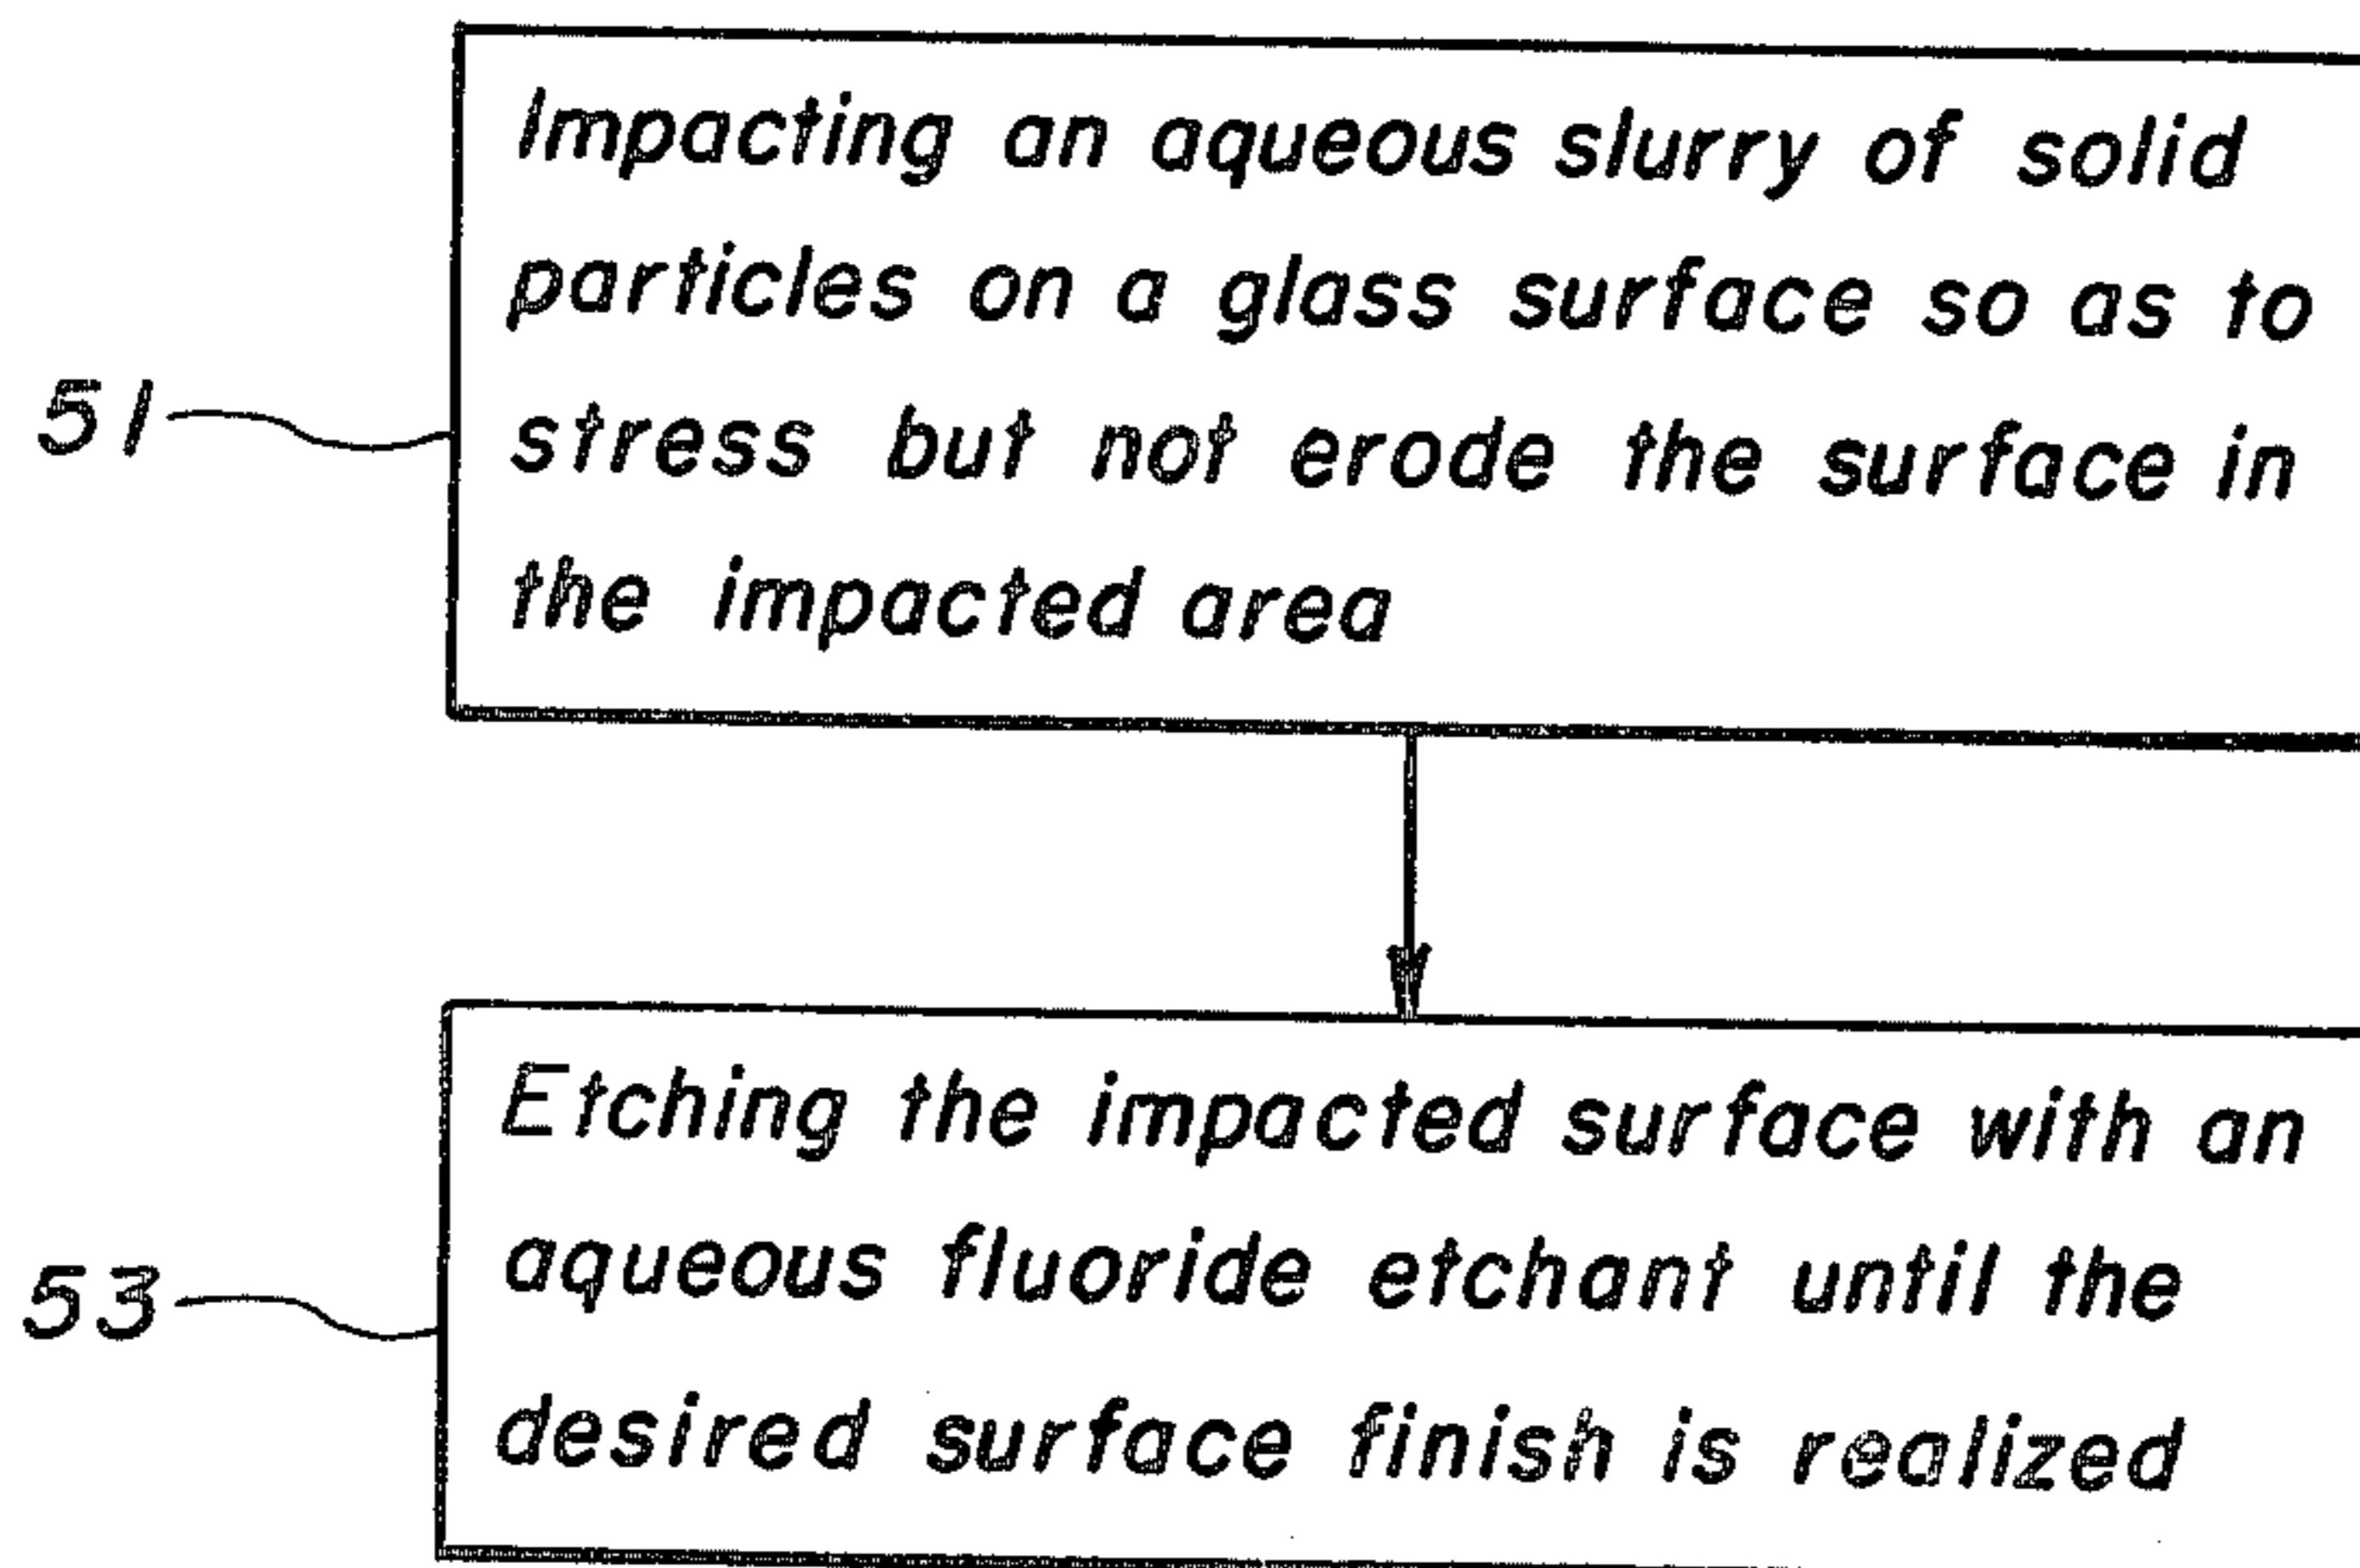 Impacting an aqueous slurry of solid
particles on a glass surface so as to
51
stress but not erode the surface in
the impacted area
Etching the impacted surface with an
aqueous fluoride etchant until the
53
desired surface finish is realized